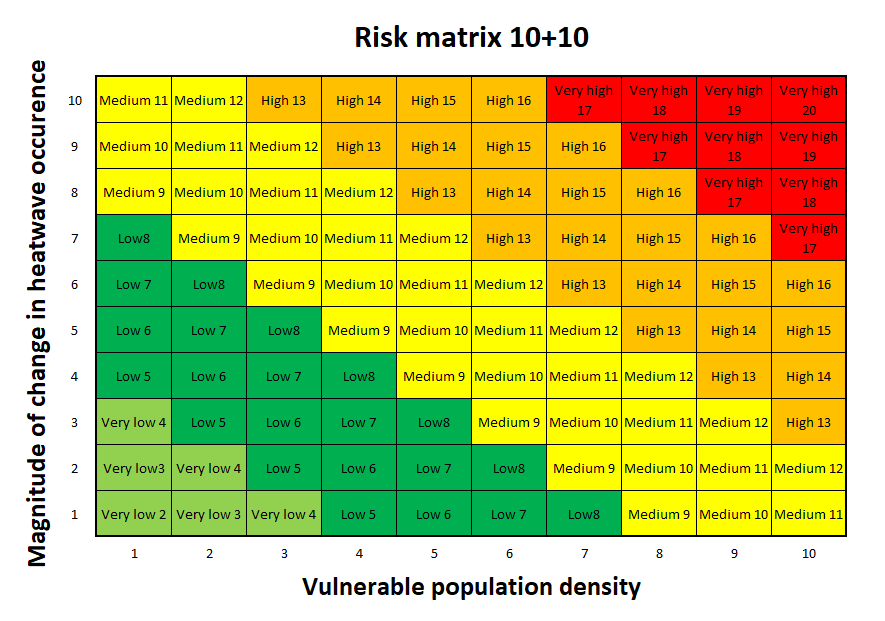 Risk matrix 10+10
Magnitude of change in heatwave occurence
10 Medium 11 Medium 12 High 13 High 14 High 15 High 16 Very high 17 Very high 18 Very high 19 Very high 20
9 Medium 10 Medium 11 Medium 12 High 13 High 14 High 15 High 16 Very high 17 Very high 18 Very high 19
8 Medium 9 Medium 10 Medium 11 Medium 12 High 13 High 14 High 15 High 16 Very high 17 Very high 18
7 Low8 Medium 9 Medium 10 Medium 11 Medium 12 High 13 High 14 High 15 High 16 Very high 17
6 Low 7 Low8 Medium 9 Medium 10 Medium 11 Medium 12 High 13 High 14 High 15 High 16
5 Low 6 Low 7 Low8 Medium 9 Medium 10 Medium 11 Medium 12 High 13 High 14 High 15
4 Low 5 Low 6 Low 7 Low8 Medium 9 Medium 10 Medium 11 Medium 12 High 13 High 14
3 Very low 4 Low 5 Low 6 Low 7 Low8 Medium 9 Medium 10 Medium 11 Medium 12 High 13
2 Very low3 Very low 4 Low 5 Low 6 Low 7 Low8 Medium 9 Medium 10 Medium 11 Medium 12
1 Very low 2 Very low 3 Very low 4 Low 5 Low 6 Low 7 Low8 Medium 9 Medium 10 Medium 11
1 2 3 4 5 6 7 8 9 10
Vulnerable population density